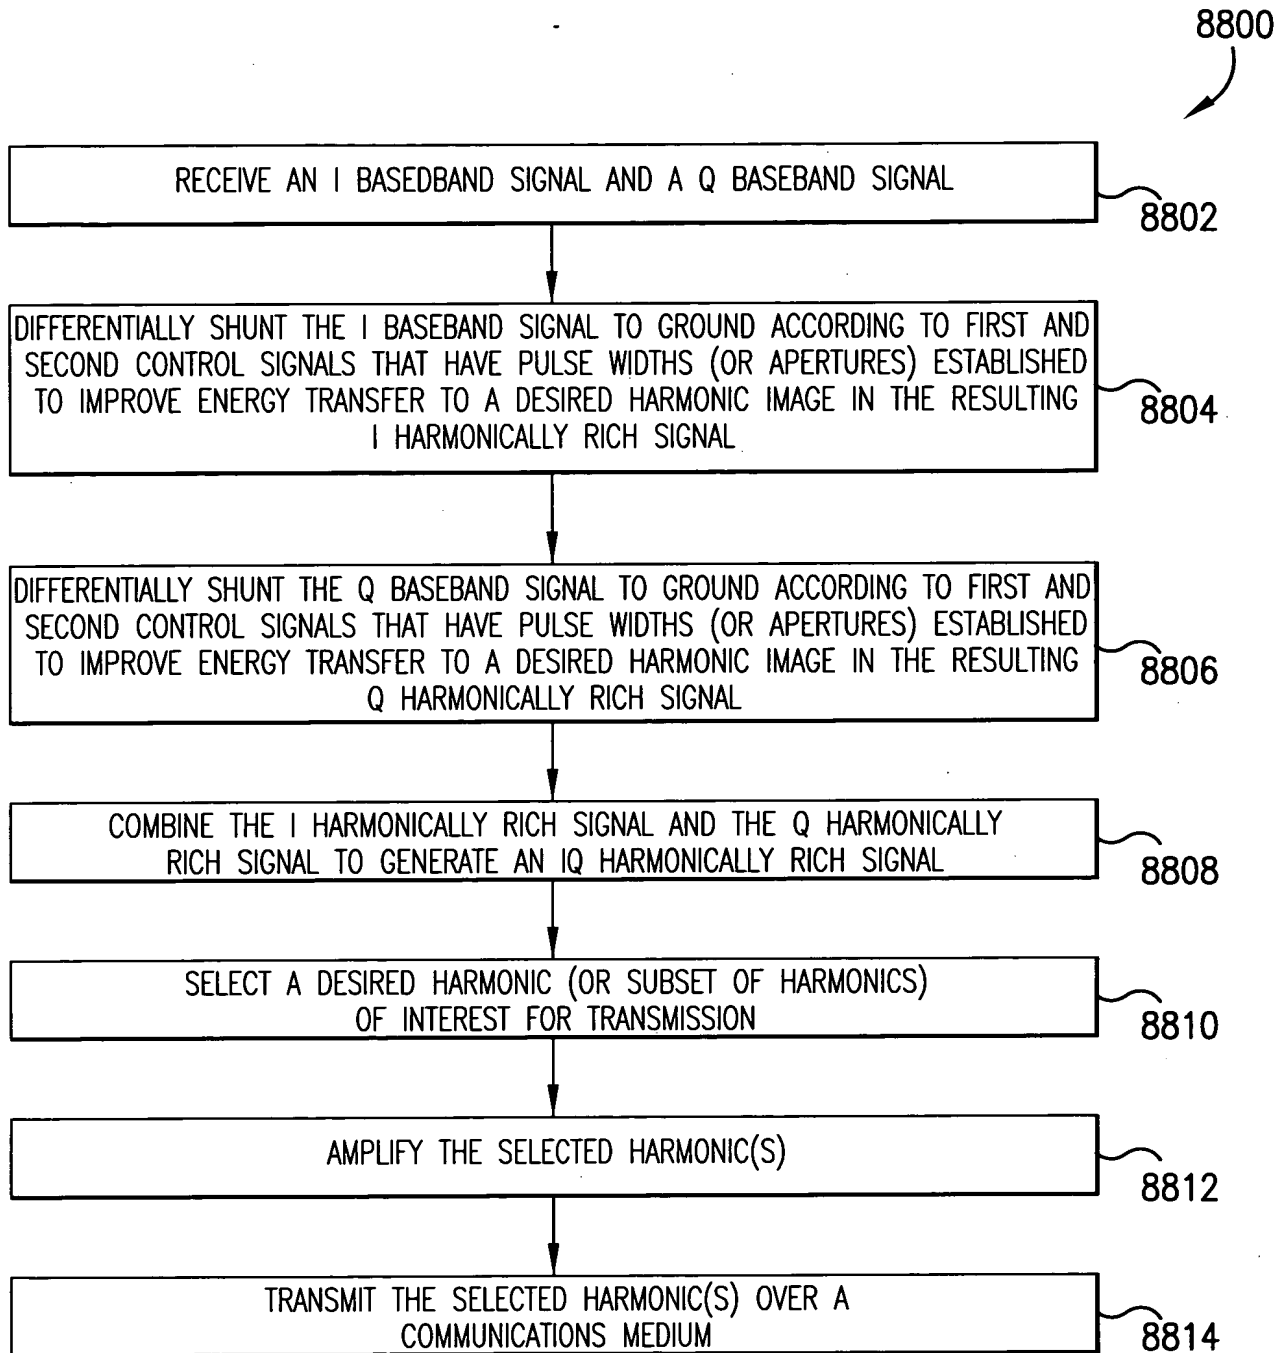 8800
RECEIVE AN I BASEDBAND SIGNAL AND A Q BASEBAND SIGNAL
8802
DIFFERENTIALLY SHUNT THE I BASEBAND SIGNAL TO GROUND ACCORDING TO FIRST AND
SECOND CONTROL SIGNALS THAT HAVE PULSE WIDTHS (OR APERTURES) ESTABLISHED
TO IMPROVE ENERGY TRANSFER TO A DESIRED HARMONIC IMAGE IN THE RESULTING
I HARMONICALLY RICH SIGNAL
8804
DIFFERENTIALLY SHUNT THE Q BASEBAND SIGNAL TO GROUND ACCORDING TO FIRST AND
SECOND CONTROL SIGNALS THAT HAVE PULSE WIDTHS (OR APERTURES) ESTABLISHED
TO IMPROVE ENERGY TRANSFER TO A DESIRED HARMONIC IMAGE IN THE RESULTING
Q HARMONICALLY RICH SIGNAL
8806
COMBINE THE I HARMONICALLY RICH SIGNAL AND THE Q HARMONICALLY
RICH SIGNAL TO GENERATE AN IQ HARMONICALLY RICH SIGNAL
8808
SELECT A DESIRED HARMONIC (OR SUBSET OF HARMONICS)
OF INTEREST FOR TRANSMISSION
8810
AMPLIFY THE SELECTED HARMONIC(S)
8812
TRANSMIT THE SELECTED HARMONIC(S) OVER A
COMMUNICATIONS MEDIUM
8814